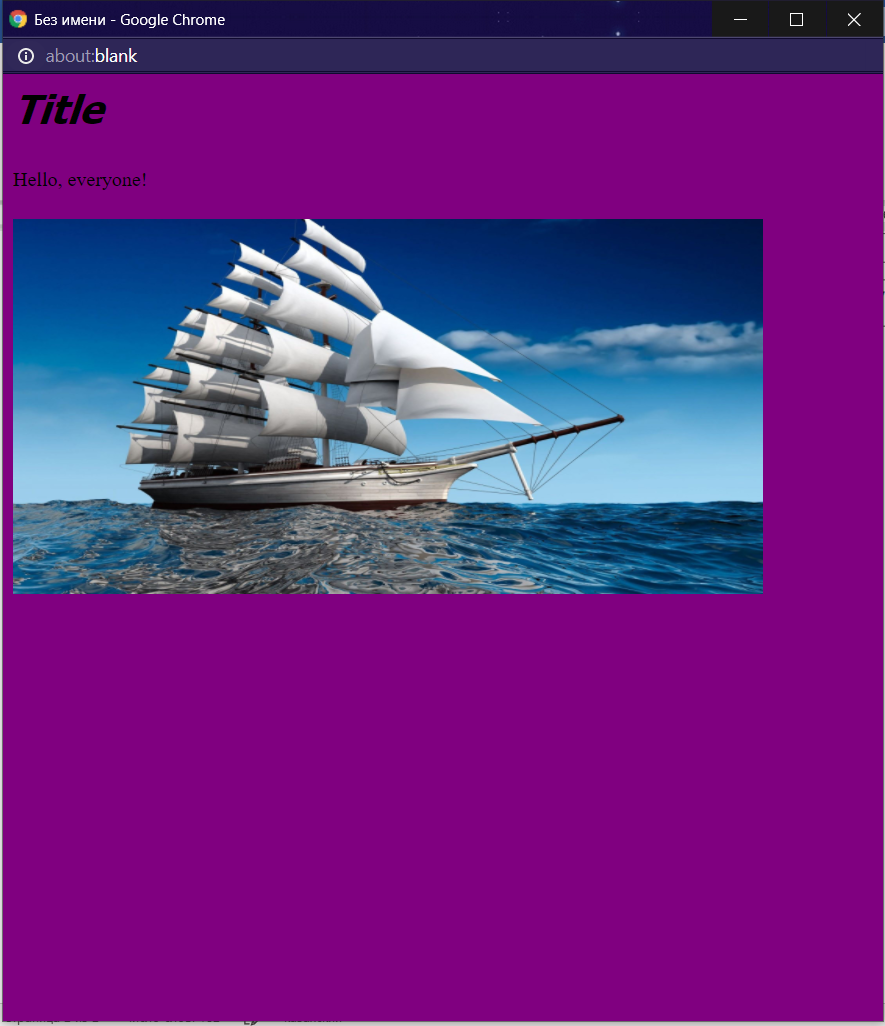 Без имени - Google Chrome
about:blank
Title
Hello, everyone!